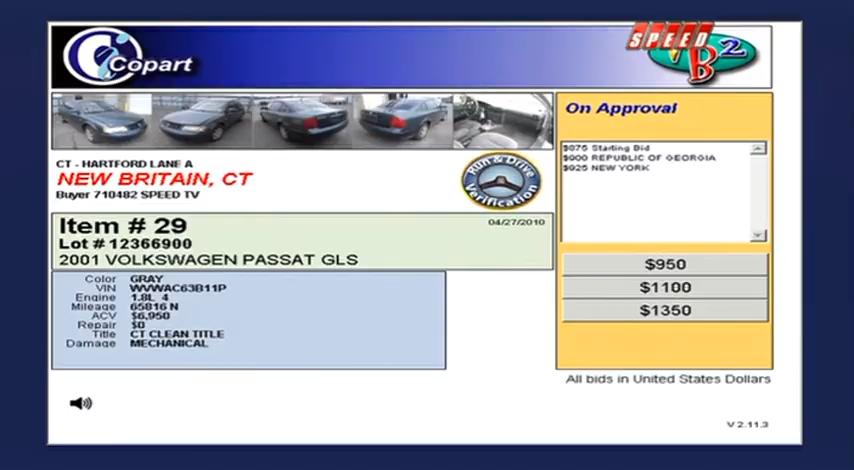 Copart
SPEED
VB2
CT - HARTFORD LANE A
NEW BRITAIN, CT
Buyer 710482 SPEED TV
Run & Drive
Verification
Item # 29
04/27/2010
Lot # 12366900
2001 VOLKSWAGEN PASSAT GLS
Color GRAY
VIN WVWAC63B11P
Engine 1.8L 4
Mileage 65816 N
ACV $6,950
Repair $0
Title CT CLEAN TITLE
Damage MECHANICAL
On Approval
$875 Starting Bid
$900 REPUBLIC OF GEORGIA
$925 NEW YORK
$950
$1100
$1350
All bids in United States Dollars
V 2.11.3